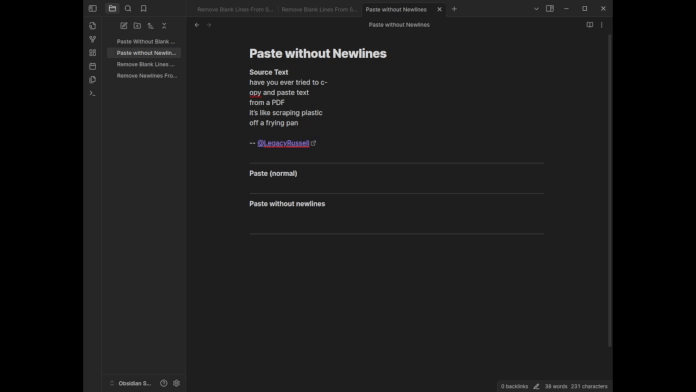 Remove Blank Lines From S...
Remove Blank Lines From S...
Paste without Newlines
Paste without Newlines
Paste Without Blank ...
Paste without Newlin...
Remove Blank Lines ...
Remove Newlines Fro...
Paste without Newlines
Source Text
have you ever tried to c-
opy and paste text
from a PDF
it's like scraping plastic
off a frying pan
-- @LegacyRussell
Paste (normal)
Paste without newlines
Obsidian S...
0 backlinks
38 words 231 characters